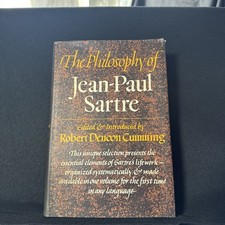 The Philosophy of
Jean-Paul
Sartre
Edited & Introduced by
Robert Denoon Cumming
This unique selection presents the
essential elements of Sartre's lifework—
organized systematically & made
available in one volume for the first time
in any language—